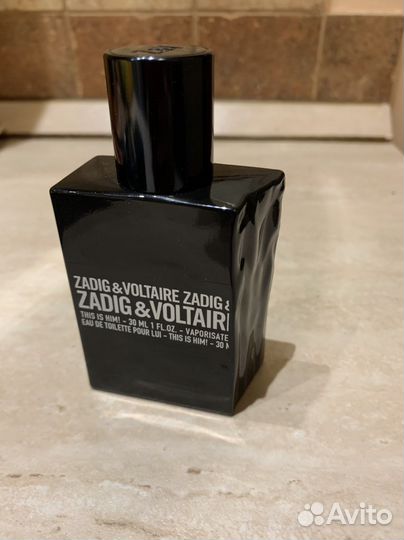 ZADIG &VOLTAIRE ZADIG &
ZADIG &VOLTAIRE
THIS IS HIM! - 30 ML 1 FL.OZ. - VAPORISATE
EAU DE TOILETTE POUR LUI - THIS IS HIM! - 30 M
Avito